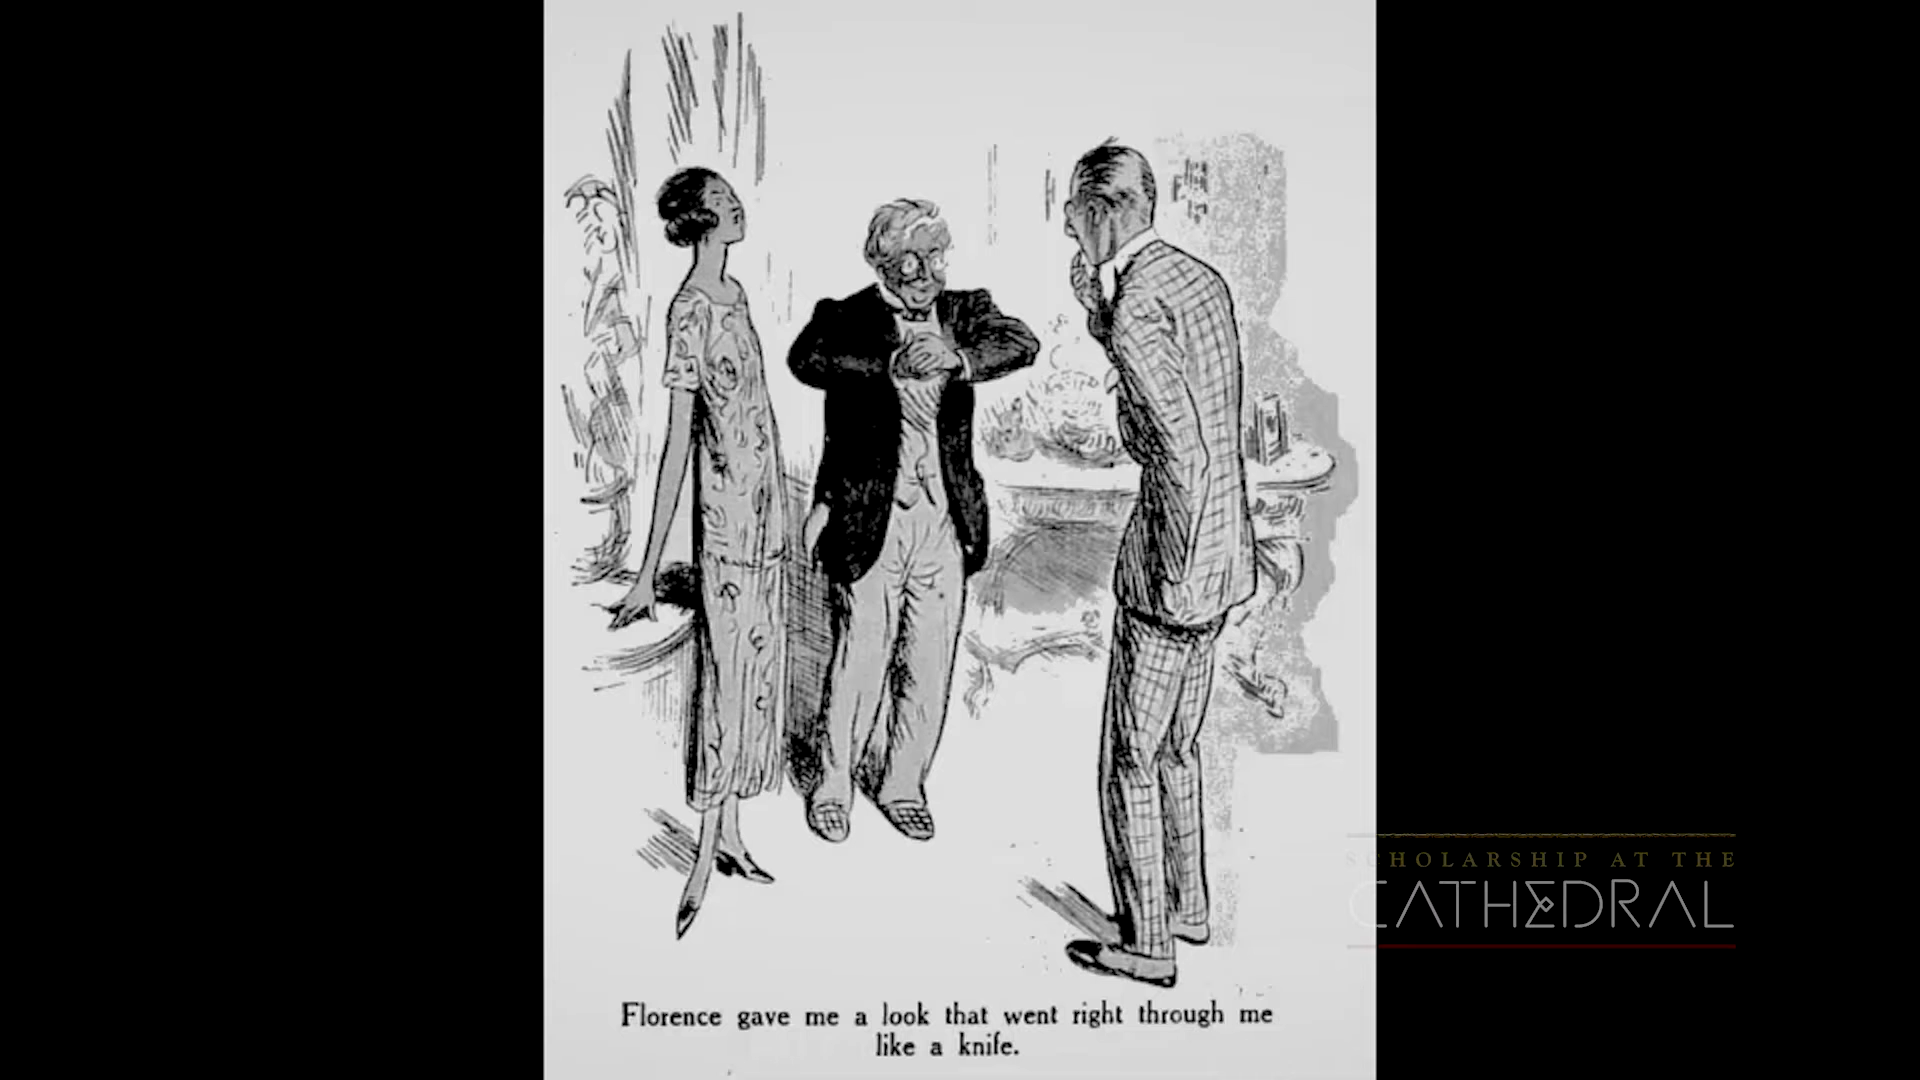 Florence gave me a look that went right through me
like a knife.
SCHOLARSHIP AT THE
CATHEDRAL